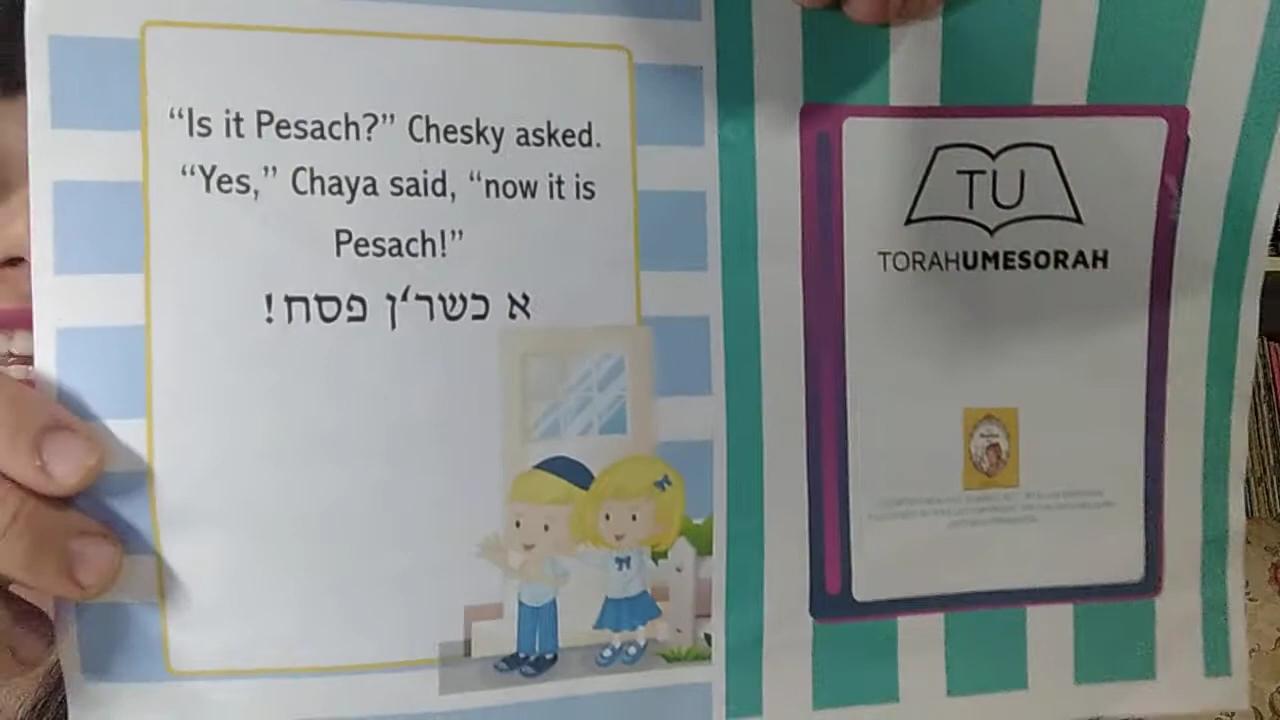 “Is it Pesach?” Chesky asked.
“Yes,” Chaya said, “now it is
Pesach!”
א כשר‘ן פסח!
TU
TORAHUMESORAH